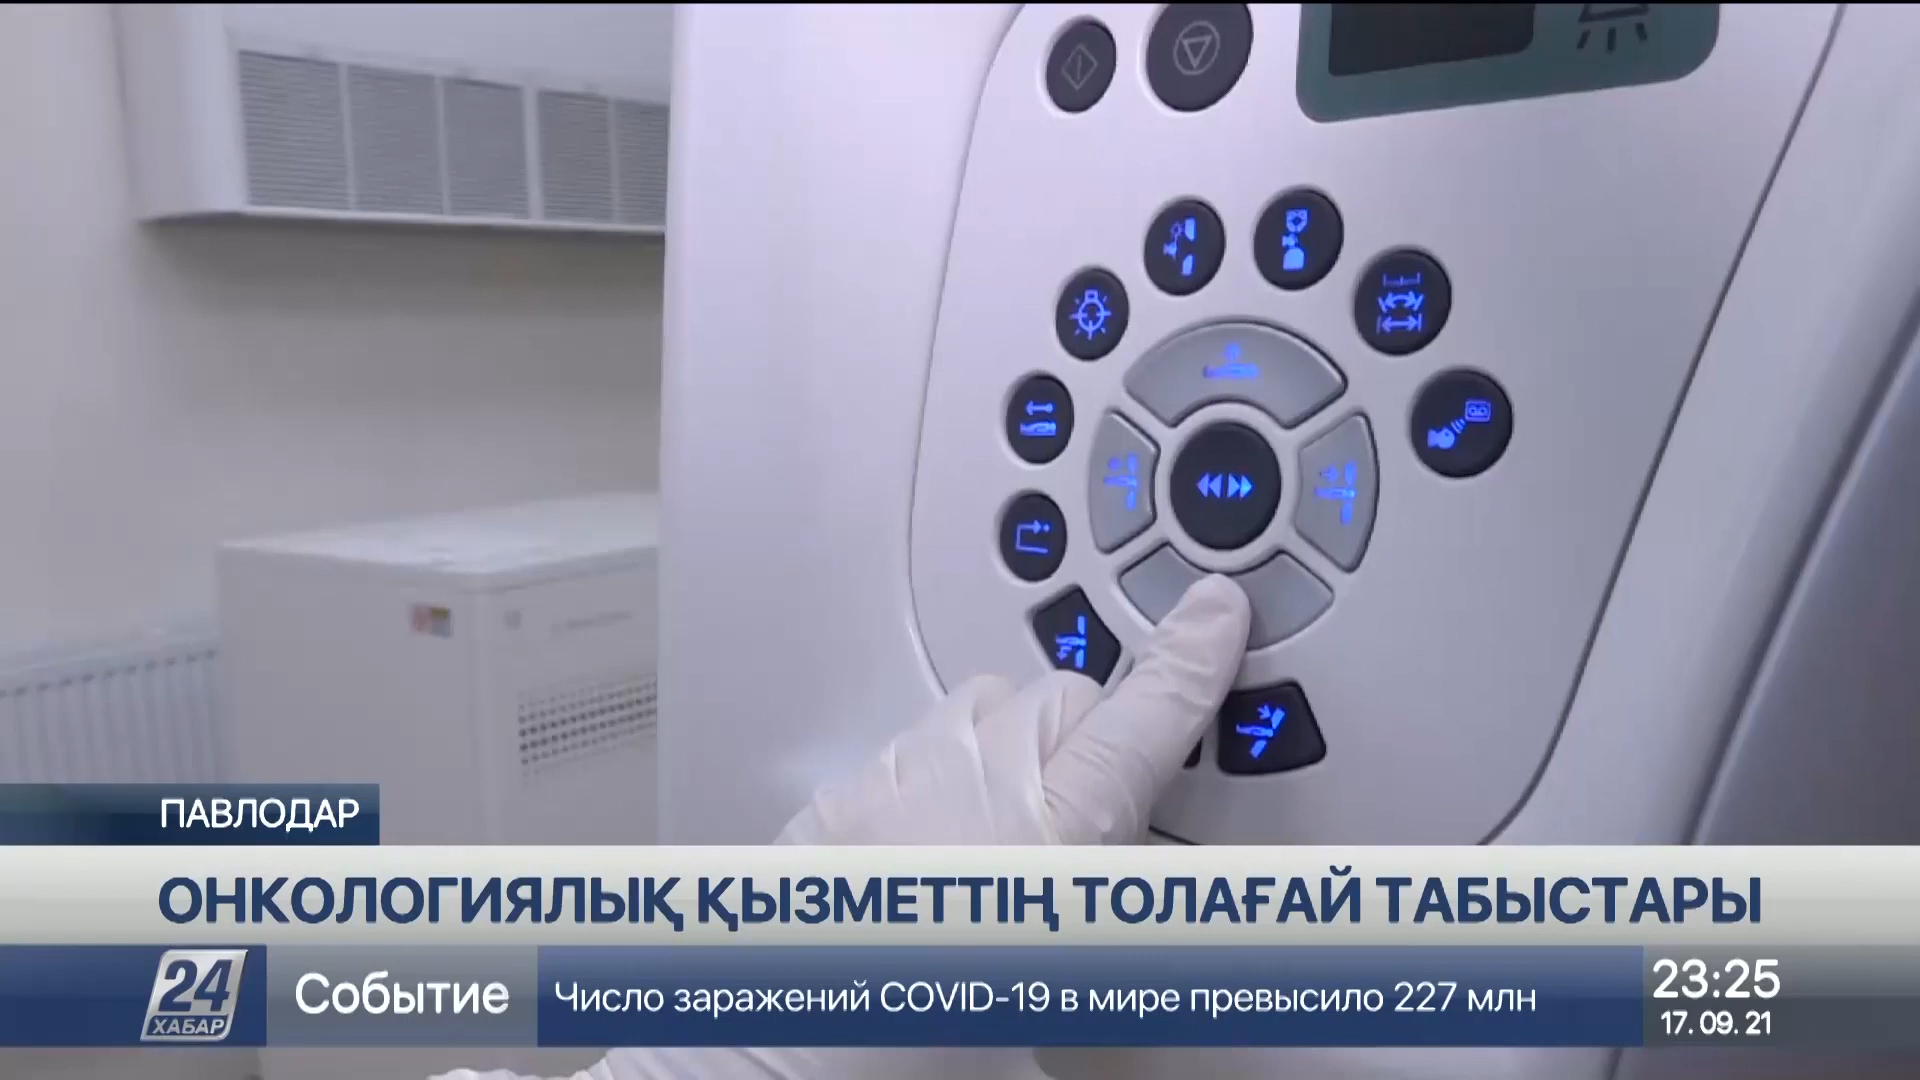 ПАВЛОДАР
ОНКОЛОГИЯЛЫҚ ҚЫЗМЕТТІҢ ТОЛАҒАЙ ТАБЫСТАРЫ
24
ХАБАР
Событие
Число заражений COVID-19 в мире превысило 227 млн
23:25
17. 09. 21